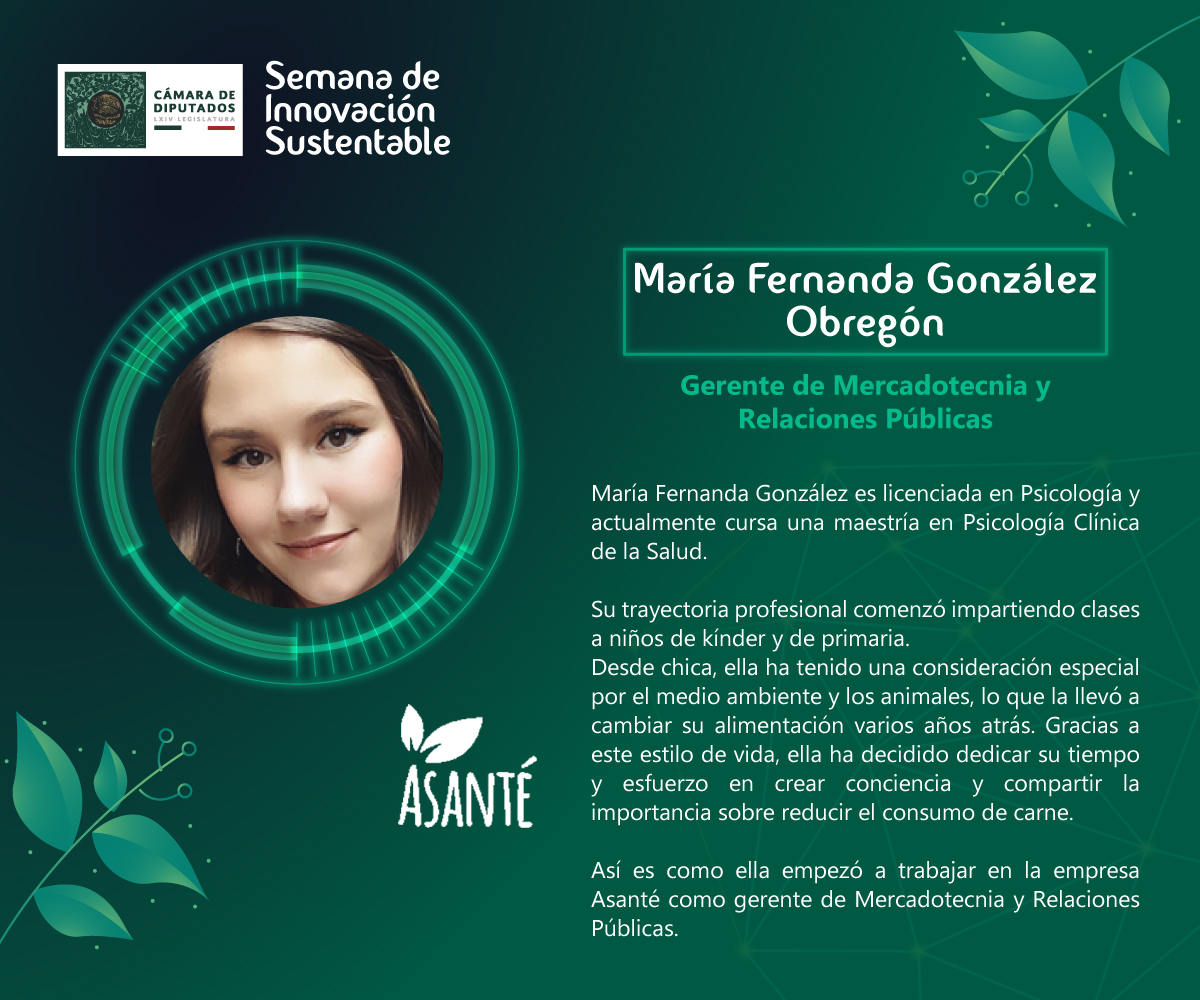 CÁMARA DE
DIPUTADOS
LXIV LEGISLATURA
Semana de
Innovación
Sustentable
María Fernanda González
Obregón
Gerente de Mercadotecnia y
Relaciones Públicas
María Fernanda González es licenciada en Psicología y
actualmente cursa una maestría en Psicología Clínica
de la Salud.
Su trayectoria profesional comenzó impartiendo clases
a niños de kínder y de primaria.
Desde chica, ella ha tenido una consideración especial
por el medio ambiente y los animales, lo que la llevó a
cambiar su alimentación varios años atrás. Gracias a
este estilo de vida, ella ha decidido dedicar su tiempo
y esfuerzo en crear conciencia y compartir la
importancia sobre reducir el consumo de carne.
Así es como ella empezó a trabajar en la empresa
Asanté como gerente de Mercadotecnia y Relaciones
Públicas.
ASANTÉ